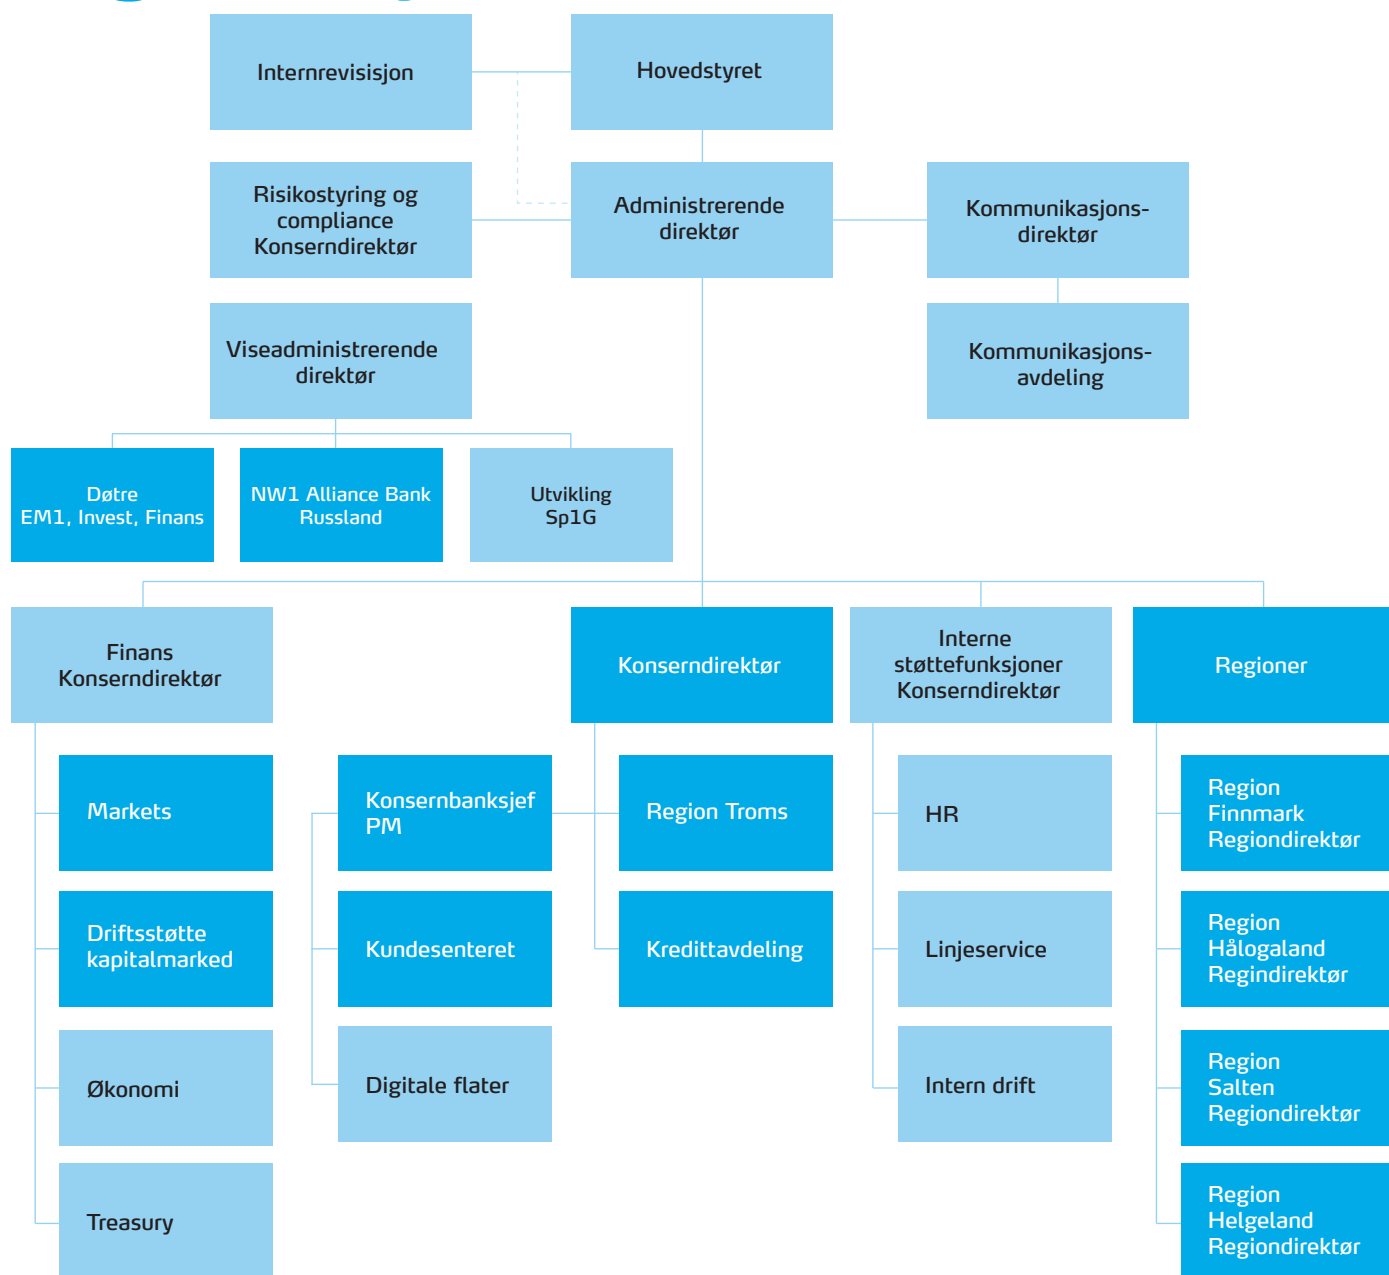 Internrevisisjon
Hovedstyret
Risikostyring og
compliance
Konserndirektør
Administrerende
direktør
Kommunikasjons-
direktør
Viseadministrerende
direktør
Kommunikasjons-
avdeling
Døtre
EM1, Invest, Finans
NW1 Alliance Bank
Russland
Utvikling
Sp1G
Finans
Konserndirektør
Konserndirektør
Interne
støttefunksjoner
Konserndirektør
Regioner
Markets
Driftsstøtte
kapitalmarked
Økonomi
Treasury
Konsernbanksjef
PM
Kundesenteret
Digitale flater
Region Troms
Kredittavdeling
HR
Linjeservice
Intern drift
Region
Finnmark
Regiondirektør
Region
Hålogaland
Regindirektør
Region
Salten
Regiondirektør
Region
Helgeland
Regiondirektør